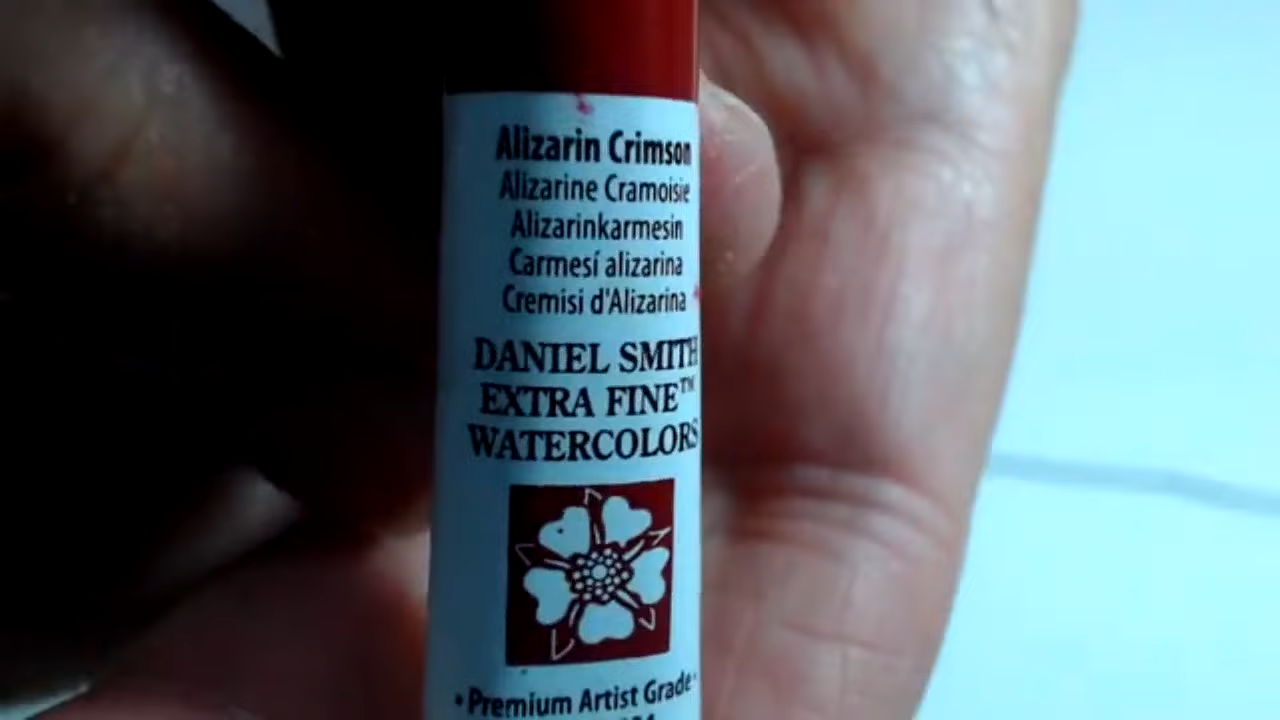 Alizarin Crimson
Alizarine Cramoisie
Alizarinkarmesin
Carmesí alizarina
Cremisi d'Alizarina
DANIEL SMITH
EXTRA FINE™
WATERCOLORS
• Premium Artist Grade •